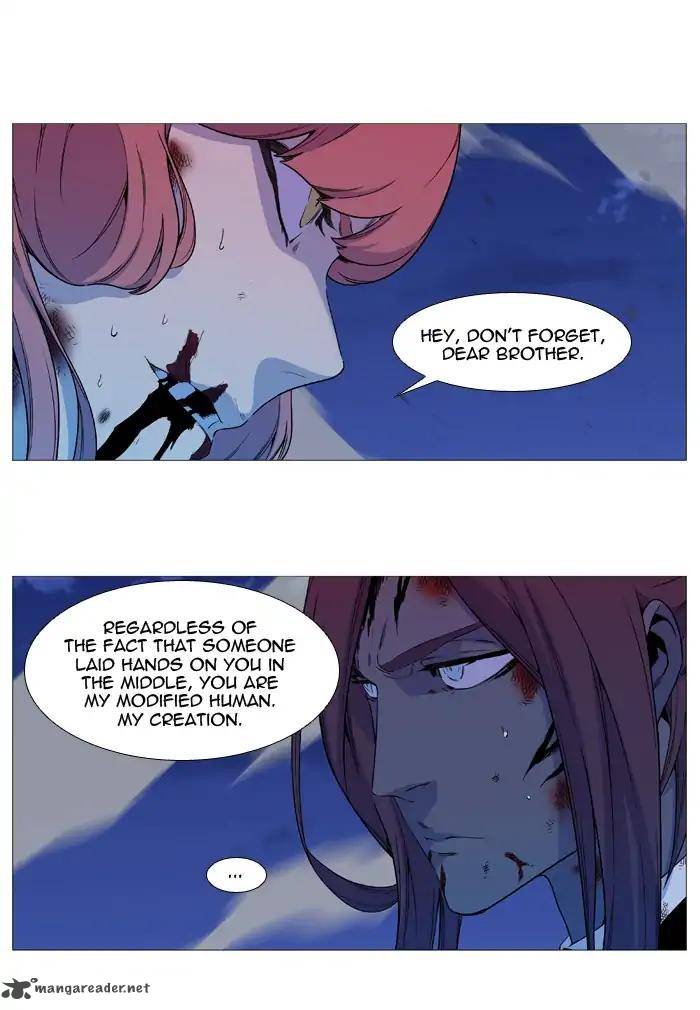 HEY, DON'T FORGET,
DEAR BROTHER.
REGARDLESS OF
THE FACT THAT SOMEONE
LAID HANDS ON YOU IN
THE MIDDLE, YOU ARE
MY MODIFIED HUMAN.
MY CREATION.
...
mangareader.net